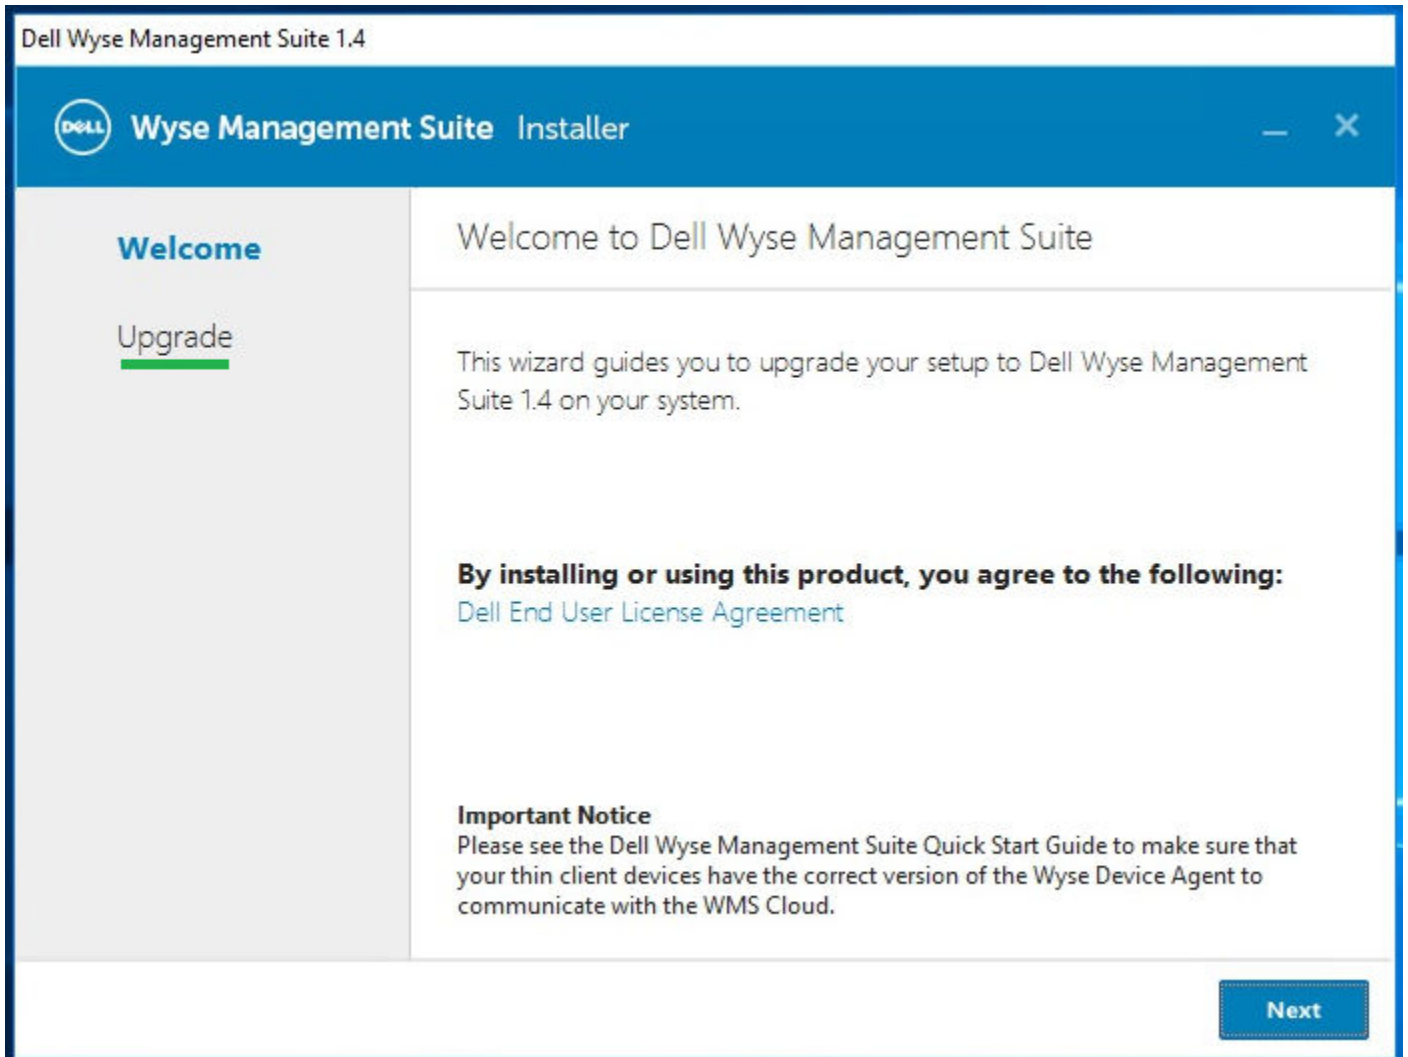 Dell Wyse Management Suite 1.4
DELL Wyse Management Suite Installer
Welcome
Upgrade
Welcome to Dell Wyse Management Suite
This wizard guides you to upgrade your setup to Dell Wyse Management
Suite 1.4 on your system.
By installing or using this product, you agree to the following:
Dell End User License Agreement
Important Notice
Please see the Dell Wyse Management Suite Quick Start Guide to make sure that
your thin client devices have the correct version of the Wyse Device Agent to
communicate with the WMS Cloud.
Next